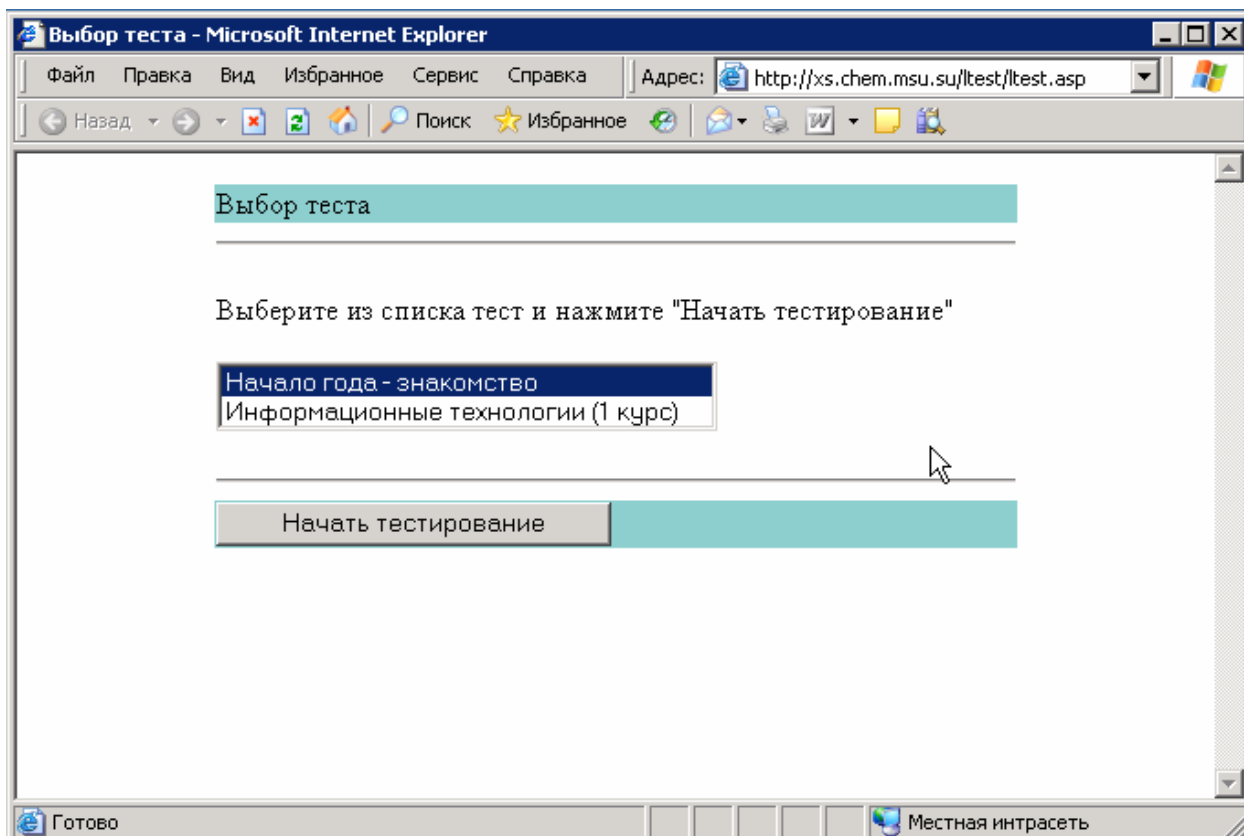 Выбор теста - Microsoft Internet Explorer
Файл Правка Вид Избранное Сервис Справка Адрес: http://xs.chem.msu.su/ltest/ltest.asp
Назад Поиск Избранное
Выбор теста
Выберите из списка тест и нажмите "Начать тестирование"
Начало года - знакомство
Информационные технологии (1 курс)
Начать тестирование
Готово Местная интрасеть